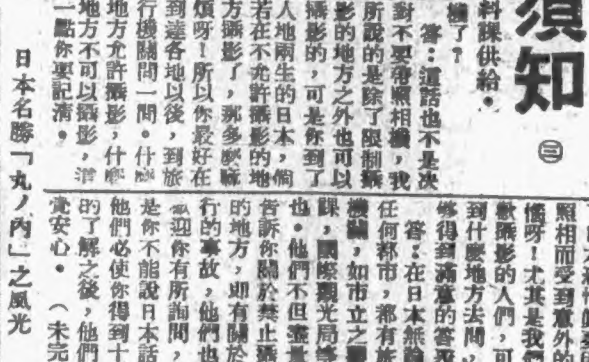 須知
㊂
料課供給。
機了?
答:這話也不是決
對不要帶照相機,我
所說的是除了限制攝
影的地方之外也可以
攝影的,可是你到了
人地兩生的日本,倘
若在不允許攝影的地
方攝影了,那多麼麻
煩呀!所以你最好在
到達各地以後,到旅
行機關問一問。什麼
地方允許攝影,什麼
地方不可以攝影,這
一點你要記清。
照相而受到意外的
惱呀!尤其是我
歡攝影的人們,可
到什麼地方去問,
够得到滿意的答
答:在日本無論
任何都市,都有旅
機關,如市立之
課,國際觀光局等
也。他們不但盡量
告訴你關於禁止攝
的地方,即有關於
行的事故,他們也
歡迎你有所詢問,
是你不能說日本話
他們必使你得到十
的了解之後,他們
覺安心。(未完
日本名勝「丸ノ內」之風光